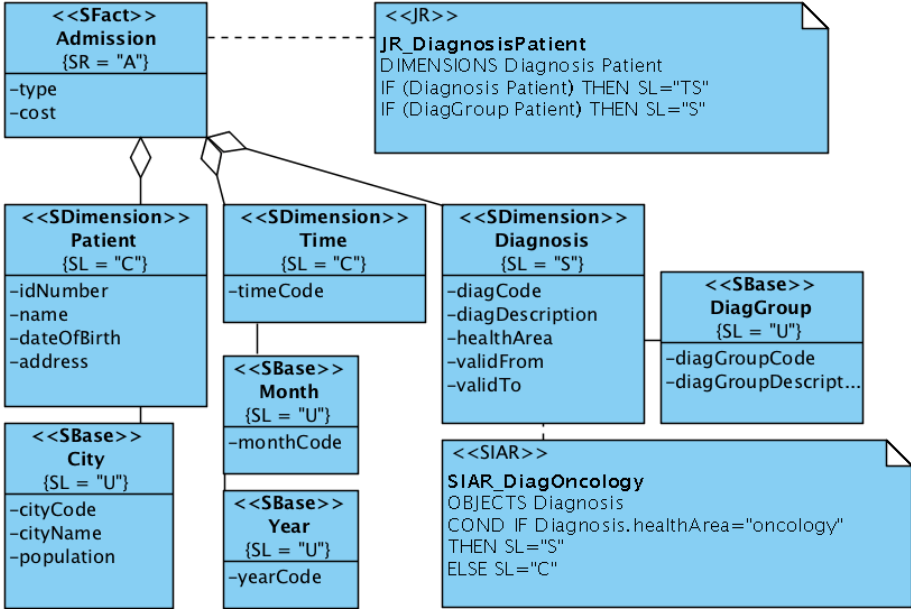 <<SFact>>
Admission
{SR = "A"}
-type
-cost
<<JR>>
JR_DiagnosisPatient
DIMENSIONS Diagnosis Patient
IF (Diagnosis Patient) THEN SL="TS"
IF (DiagGroup Patient) THEN SL="S"
<<SDimension>>
Patient
{SL = "C"}
-idNumber
-name
-dateOfBirth
-address
<<SDimension>>
Time
{SL = "C"}
-timeCode
<<SDimension>>
Diagnosis
{SL = "S"}
-diagCode
-diagDescription
-healthArea
-validFrom
-validTo
<<SBase>>
DiagGroup
{SL = "U"}
-diagGroupCode
-diagGroupDescript...
<<SBase>>
Month
{SL = "U"}
-monthCode
<<SBase>>
City
{SL = "U"}
-cityCode
-cityName
-population
<<SBase>>
Year
{SL = "U"}
-yearCode
<<SIAR>>
SIAR_DiagOncology
OBJECTS Diagnosis
COND IF Diagnosis.healthArea="oncology"
THEN SL="S"
ELSE SL="C"